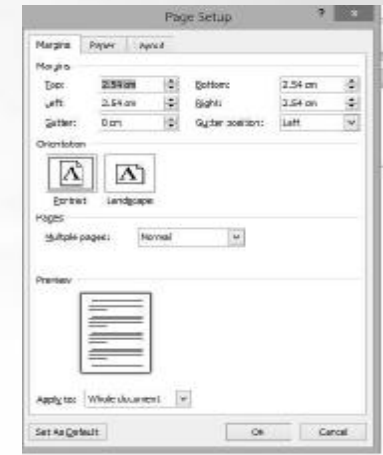 Page Setup ?
Margins Paper Layout
Margins
Top: 2.54 cm Bottom: 2.54 cm
Left: 2.54 cm Right: 2.54 cm
Gutter: 0 cm Gutter position: Left
Orientation
A A
Portrait Landscape
Pages
Multiple pages: Normal
Preview
Apply to: Whole document
Set As Default OK Cancel